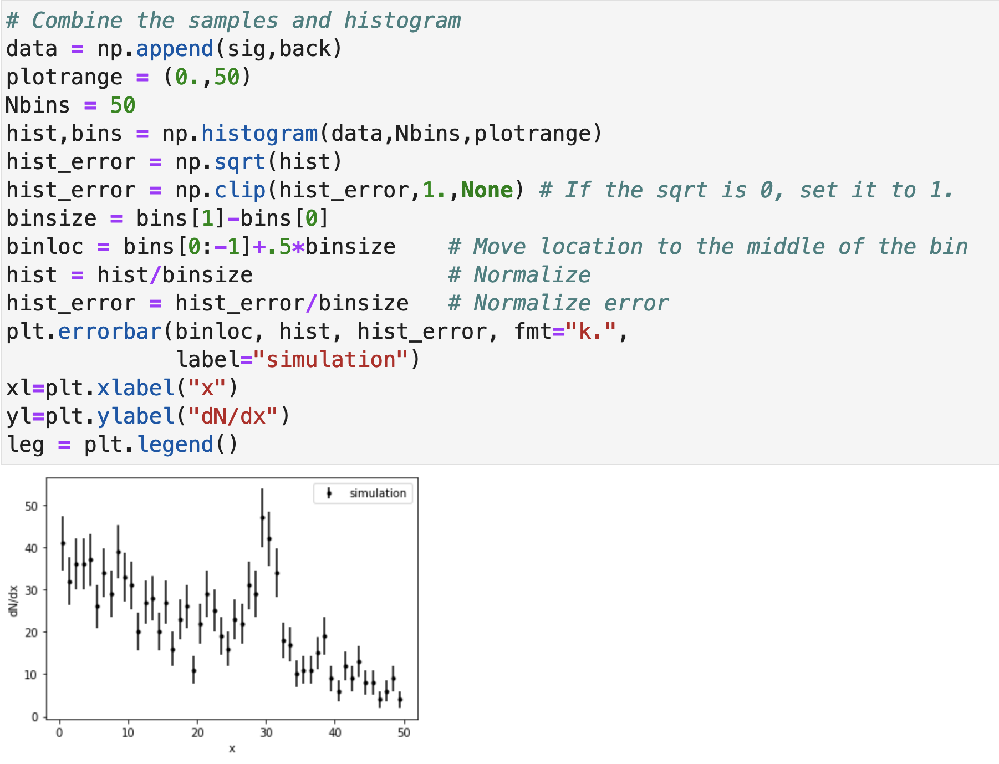 # Combine the samples and histogram
data = np.append(sig,back)
plotrange = (0.,50)
Nbins = 50
hist,bins = np.histogram(data,Nbins,plotrange)
hist_error = np.sqrt(hist)
hist_error = np.clip(hist_error,1.,None) # If the sqrt is 0, set it to 1.
binsize = bins[1]-bins[0]
binloc = bins[0:-1]+.5*binsize    # Move location to the middle of the bin
hist = hist/binsize               # Normalize
hist_error = hist_error/binsize   # Normalize error
plt.errorbar(binloc, hist, hist_error, fmt="k.",
             label="simulation")
xl=plt.xlabel("x")
yl=plt.ylabel("dN/dx")
leg = plt.legend()
simulation
50
40
30
20
10
0
dN/dx
0 10 20 30 40 50
x